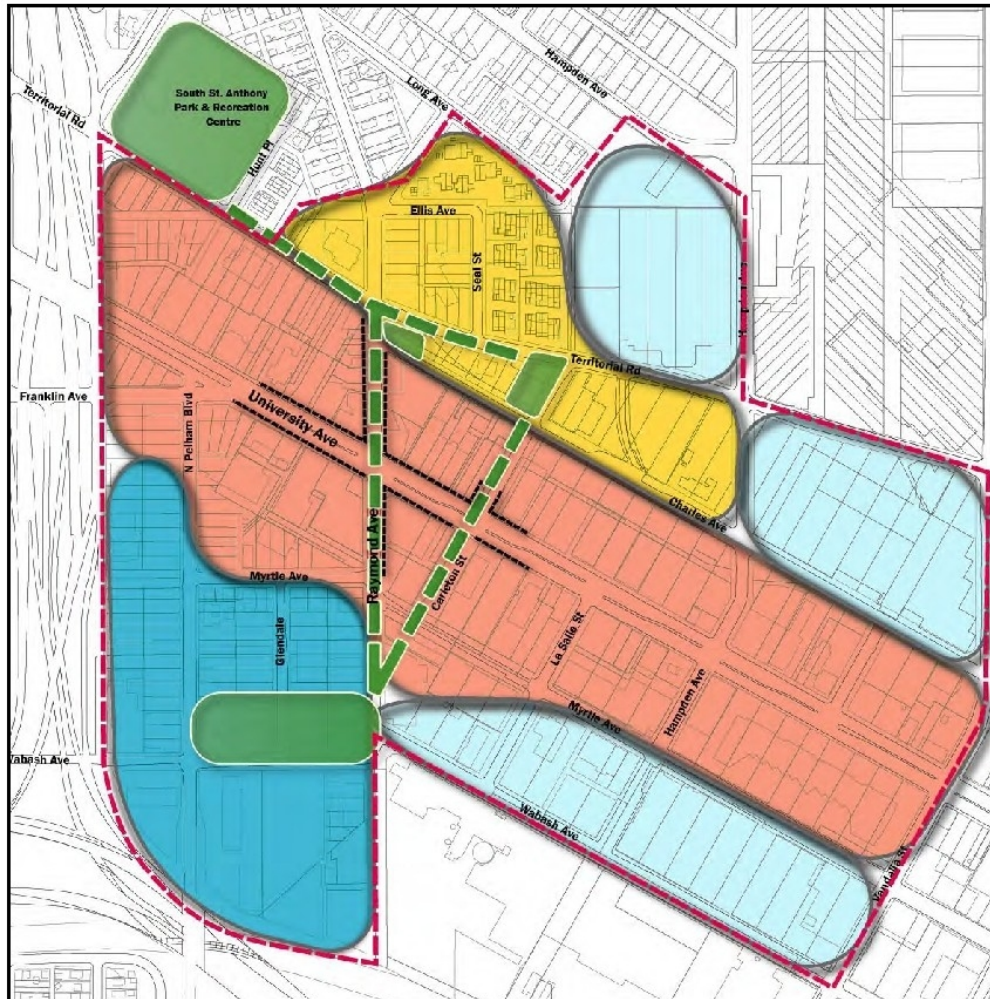 Hampden Ave
Long Ave
South St. Anthony
Park & Recreation
Centre
Territorial Rd
Hunt Pl
Ellis Ave
Seal St
Territorial Rd
Franklin Ave
N Pelham Blvd
University Ave
Charles Ave
Raymond Ave
Carleton St
Myrtle Ave
Glendale
La Salle St
Hampden Ave
Myrtle Ave
Wabash Ave
Wabash Ave
Vandalia St